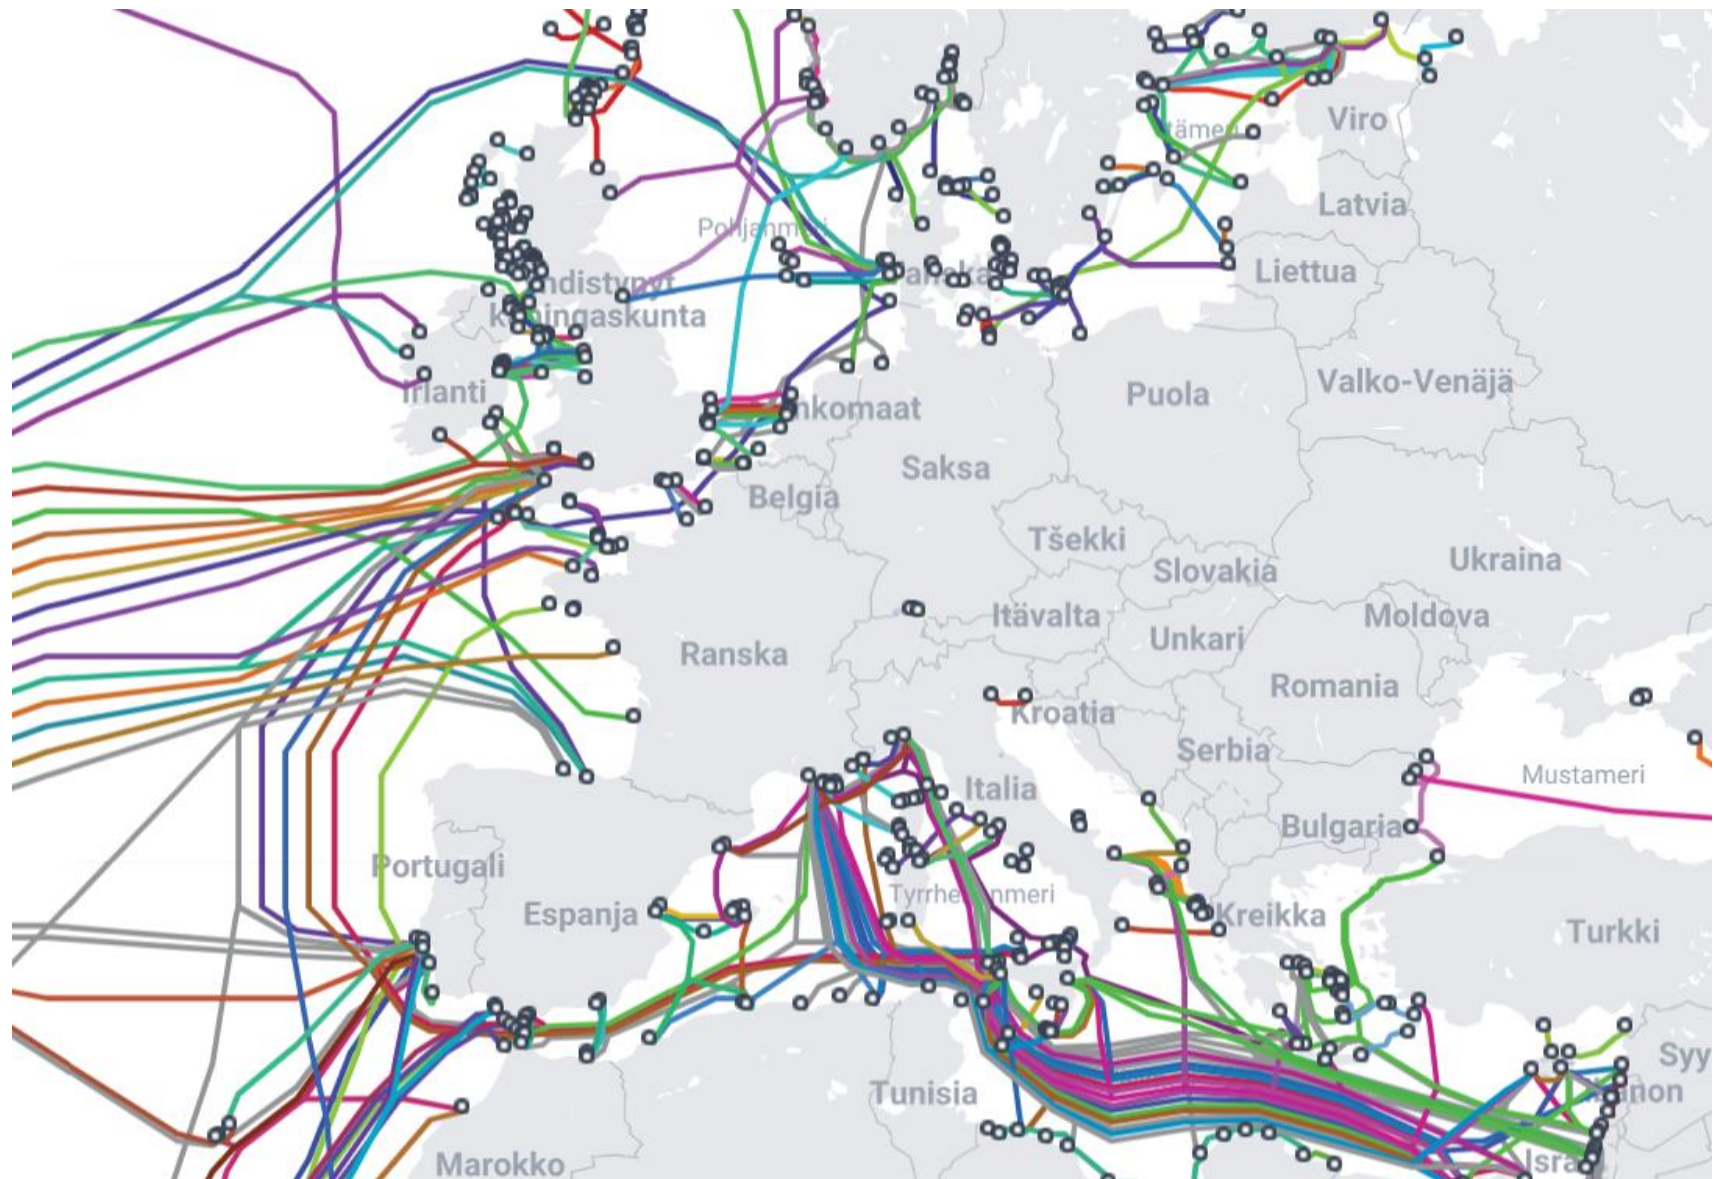 Viro
Latvia
Liettua
kuningaskunta
Irlanti
Valko-Venäjä
Puola
Saksa
Belgia
Tšekki
Ukraina
Slovakia
Itävalta
Moldova
Unkari
Ranska
Romania
Kroatia
Serbia
Mustameri
Italia
Bulgaria
Portugali
Espanja
Kreikka
Turkki
Tunisia
Marokko